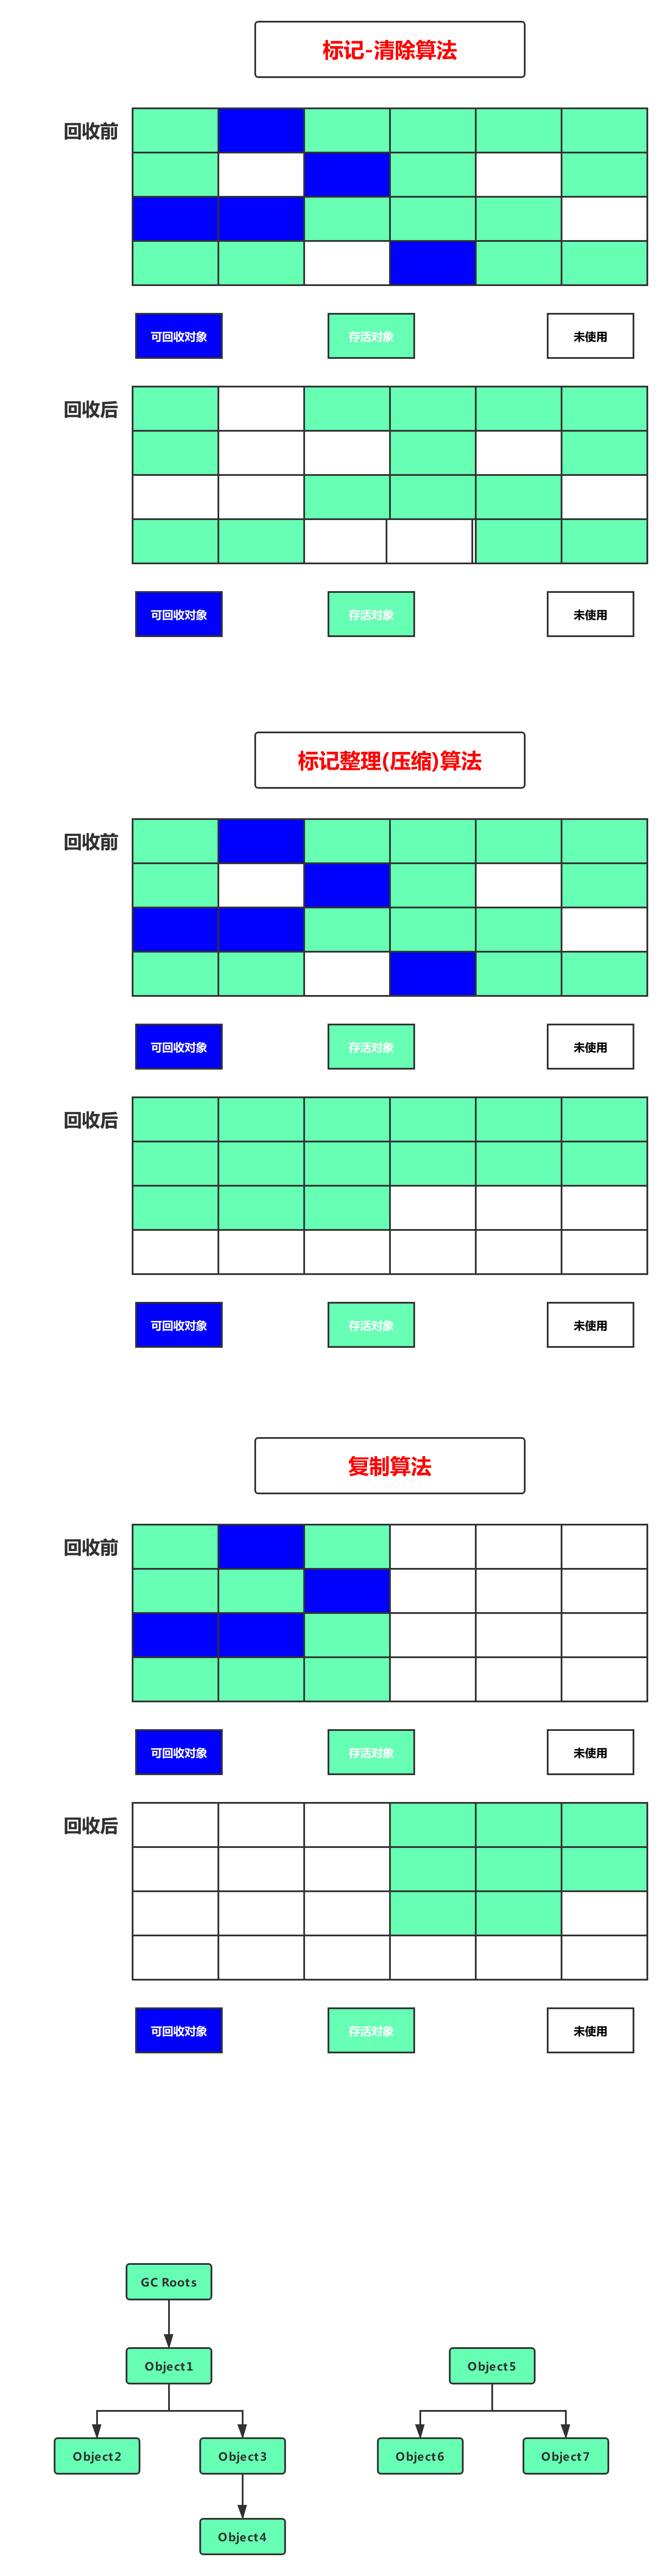 标记-清除算法
回收前
可回收对象
存活对象
未使用
回收后
可回收对象
存活对象
未使用
标记整理(压缩)算法
回收前
可回收对象
存活对象
未使用
回收后
可回收对象
存活对象
未使用
复制算法
回收前
可回收对象
存活对象
未使用
回收后
可回收对象
存活对象
未使用
GC Roots
Object1
Object5
Object2
Object3
Object6
Object7
Object4